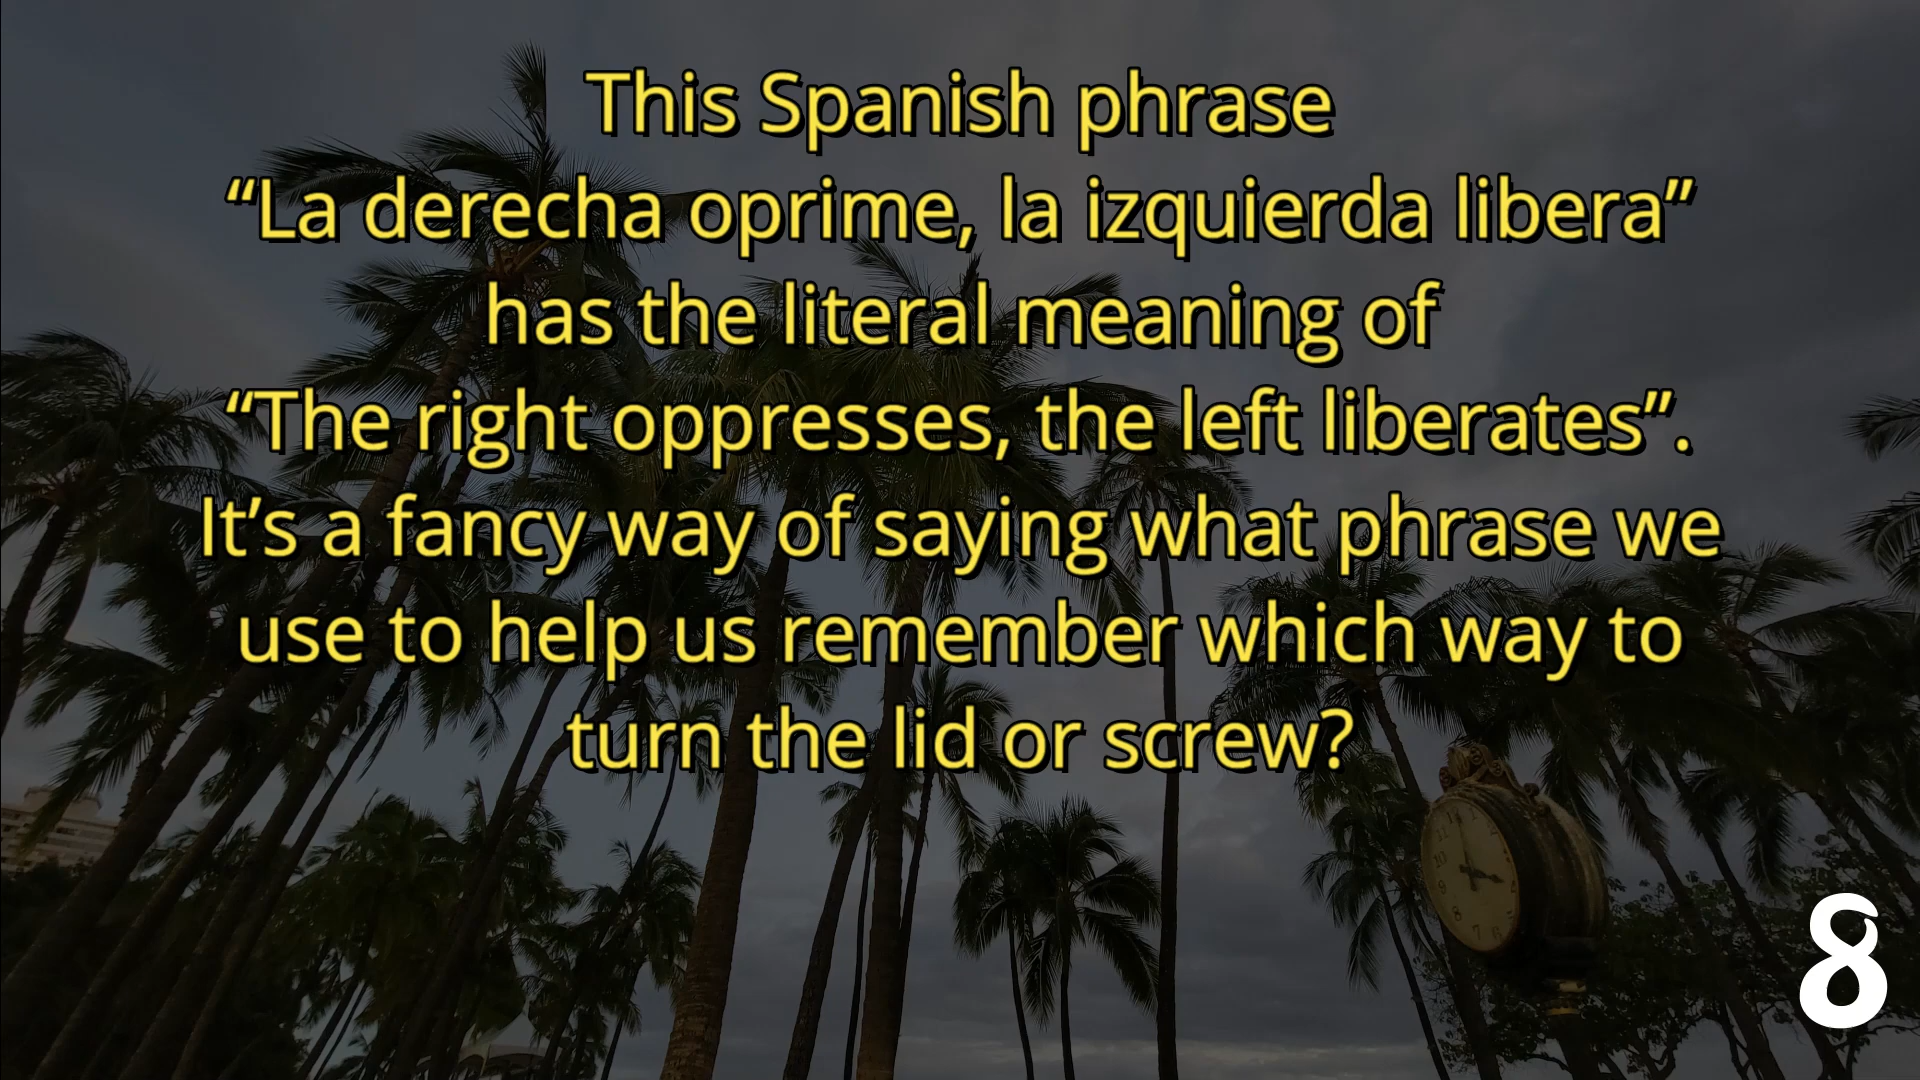 This Spanish phrase
“La derecha oprime, la izquierda libera”
has the literal meaning of
“The right oppresses, the left liberates”.
It’s a fancy way of saying what phrase we
use to help us remember which way to
turn the lid or screw?
8